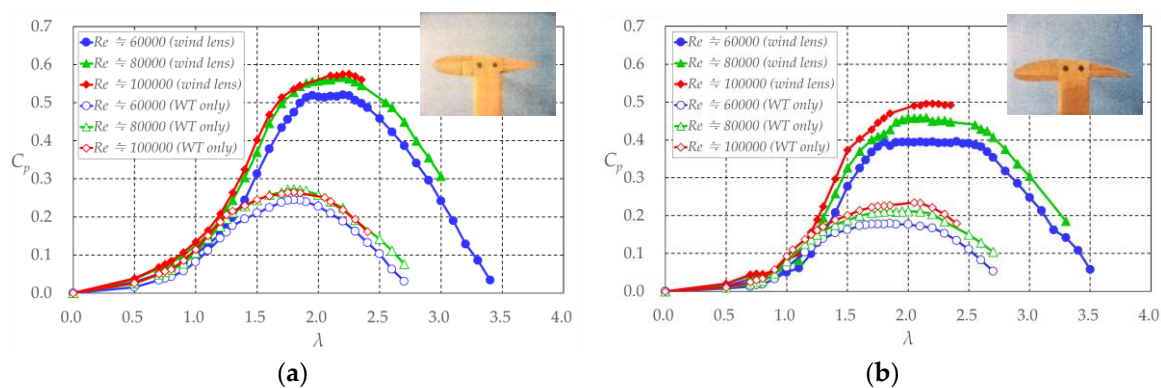 0.7
0.6
0.5
0.4
0.3
0.2
0.1
0.0
Cp
Re ≒ 60000 (wind lens)
Re ≒ 80000 (wind lens)
Re ≒ 100000 (wind lens)
Re ≒ 60000 (WT only)
Re ≒ 80000 (WT only)
Re ≒ 100000 (WT only)
0.0 0.5 1.0 1.5 2.0 2.5 3.0 3.5 4.0
λ
(a)
0.7
0.6
0.5
0.4
0.3
0.2
0.1
0.0
Cp
Re ≒ 60000 (wind lens)
Re ≒ 80000 (wind lens)
Re ≒ 100000 (wind lens)
Re ≒ 60000 (WT only)
Re ≒ 80000 (WT only)
Re ≒ 100000 (WT only)
0.0 0.5 1.0 1.5 2.0 2.5 3.0 3.5 4.0
λ
(b)